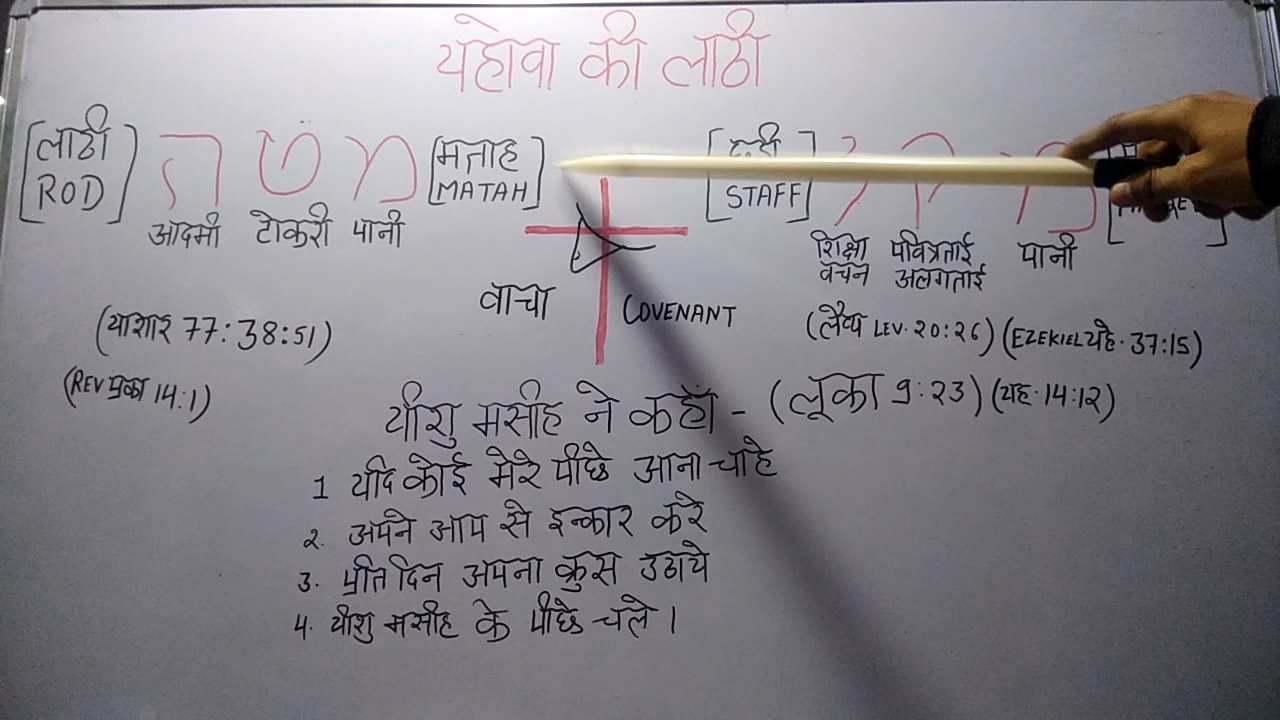 यहोवा की लाठी
[लाठी ROD] ה ט מ [मत्ताह MATAH]
आदमी टोकरी पानी
[STAFF]
शिक्षा वचन पवित्रताई अलगताई पानी
वाचा COVENANT
(याशार 77:38:51)
(REV प्रका 14:1)
(लैव्य LEV. 20:26) (EZEKIEL यहे. 37:15)
यीशु मसीह ने कहाँ - (लूका 9:23) (यह. 14:12)
1 यदि कोई मेरे पीछे आना चाहे
2. अपने आप से इन्कार करे
3. प्रतिदिन अपना क्रुस उठाये
4. यीशु मसीह के पीछे चले ।